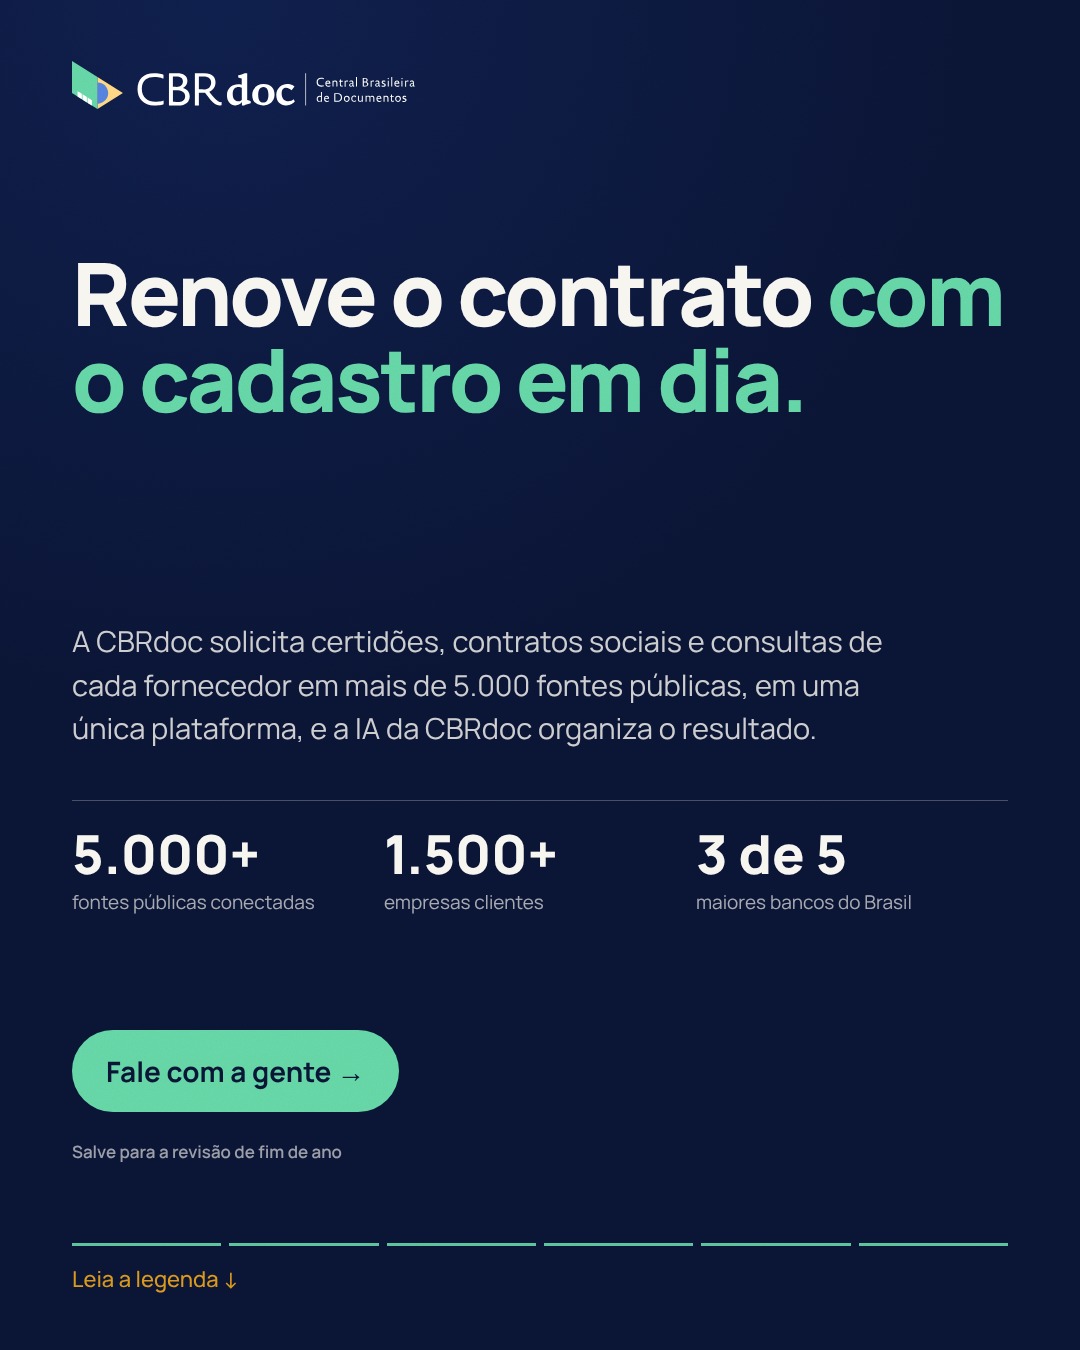 CBRdoc
Central Brasileira
de Documentos
Renove o contrato com
o cadastro em dia.
A CBRdoc solicita certidões, contratos sociais e consultas de
cada fornecedor em mais de 5.000 fontes públicas, em uma
única plataforma, e a IA da CBRdoc organiza o resultado.
5.000+
fontes públicas conectadas
1.500+
empresas clientes
3 de 5
maiores bancos do Brasil
Fale com a gente →
Salve para a revisão de fim de ano
Leia a legenda ↓